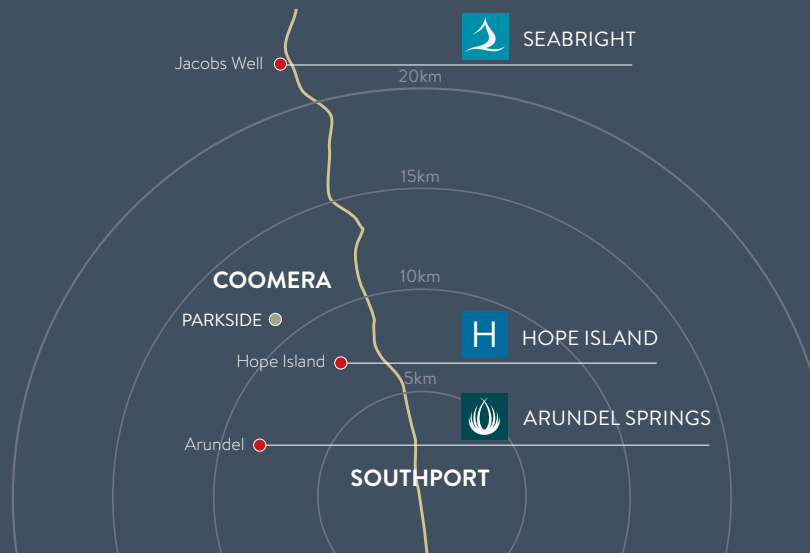 SEABRIGHT
Jacobs Well
20km
15km
10km
COOMERA
PARKSIDE
H HOPE ISLAND
Hope Island
5km
ARUNDEL SPRINGS
Arundel
SOUTHPORT